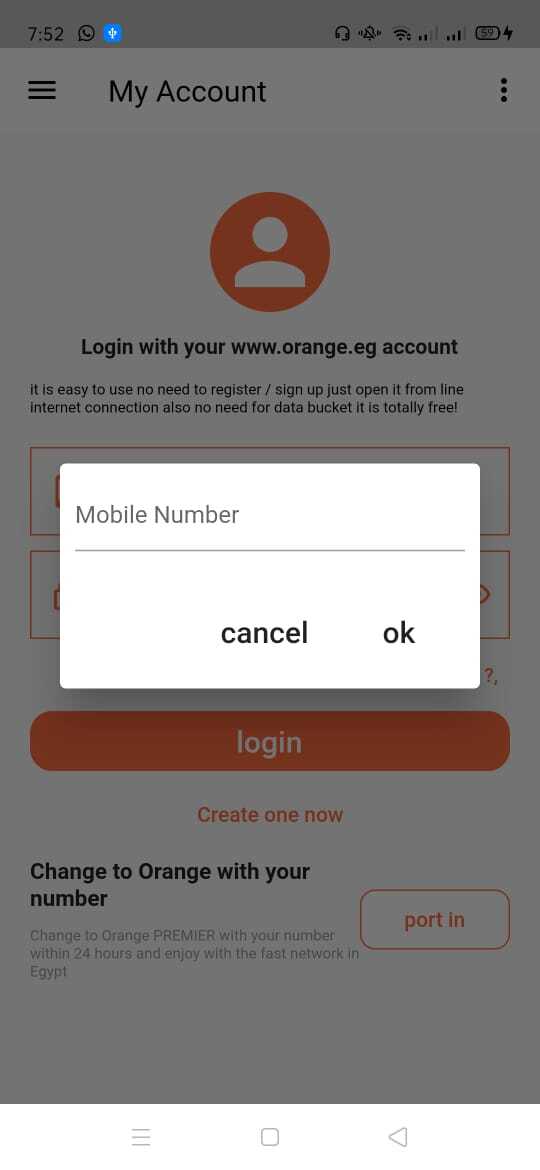 7:52
59
My Account
Login with your www.orange.eg account
it is easy to use no need to register / sign up just open it from line
internet connection also no need for data bucket it is totally free!
Mobile Number
cancel
ok
?,
login
Create one now
Change to Orange with your
number
port in
Change to Orange PREMIER with your number
within 24 hours and enjoy with the fast network in
Egypt